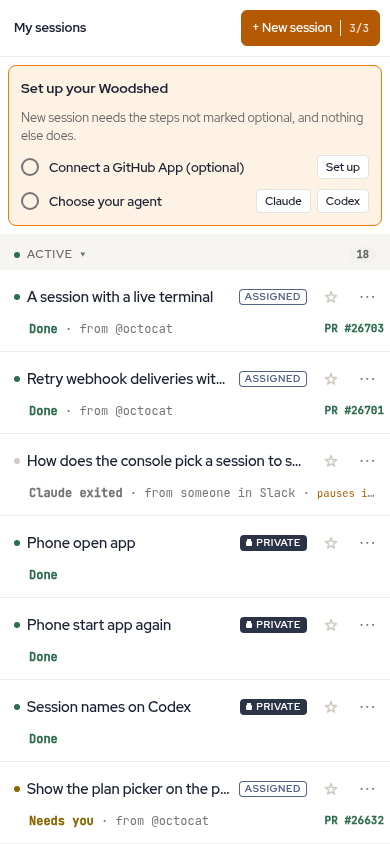 My sessions
+ New session | 3/3
Set up your Woodshed
New session needs the steps not marked optional, and nothing
else does.
Connect a GitHub App (optional) Set up
Choose your agent Claude Codex
ACTIVE ▾ 18
A session with a live terminal ASSIGNED ☆ ···
Done · from @octocat PR #26703
Retry webhook deliveries wit… ASSIGNED ☆ ···
Done · from @octocat PR #26701
How does the console pick a session to s… ☆ ···
Claude exited · from someone in Slack · pauses i…
Phone open app PRIVATE ☆ ···
Done
Phone start app again PRIVATE ☆ ···
Done
Session names on Codex PRIVATE ☆ ···
Done
Show the plan picker on the p… ASSIGNED ☆ ···
Needs you · from @octocat PR #26632